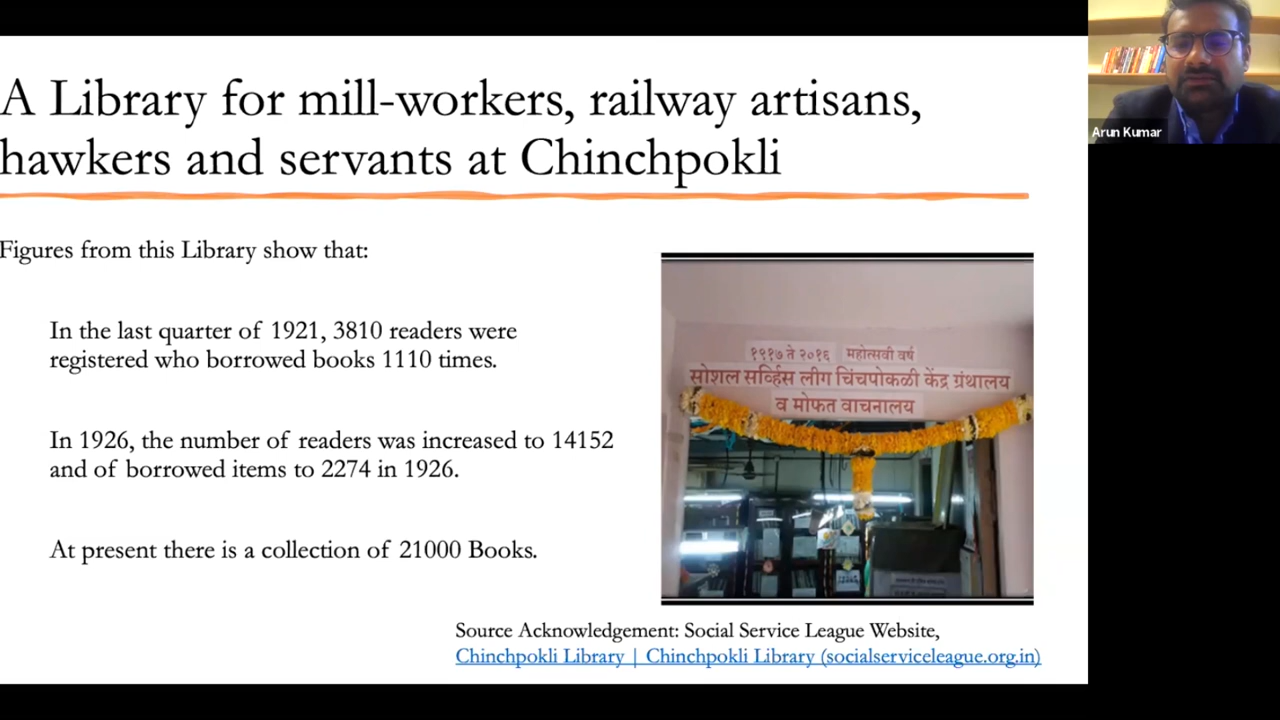 A Library for mill-workers, railway artisans,
hawkers and servants at Chinchpokli
Figures from this Library show that:
In the last quarter of 1921, 3810 readers were
registered who borrowed books 1110 times.
In 1926, the number of readers was increased to 14152
and of borrowed items to 2274 in 1926.
At present there is a collection of 21000 Books.
१९१७ ते २०१६ महोत्सवी वर्ष
सोशल सर्व्हिस लीग चिंचपोकळी केंद्र ग्रंथालय
व मोफत वाचनालय
Source Acknowledgement: Social Service League Website,
Chinchpokli Library | Chinchpokli Library (socialserviceleague.org.in)
Arun Kumar